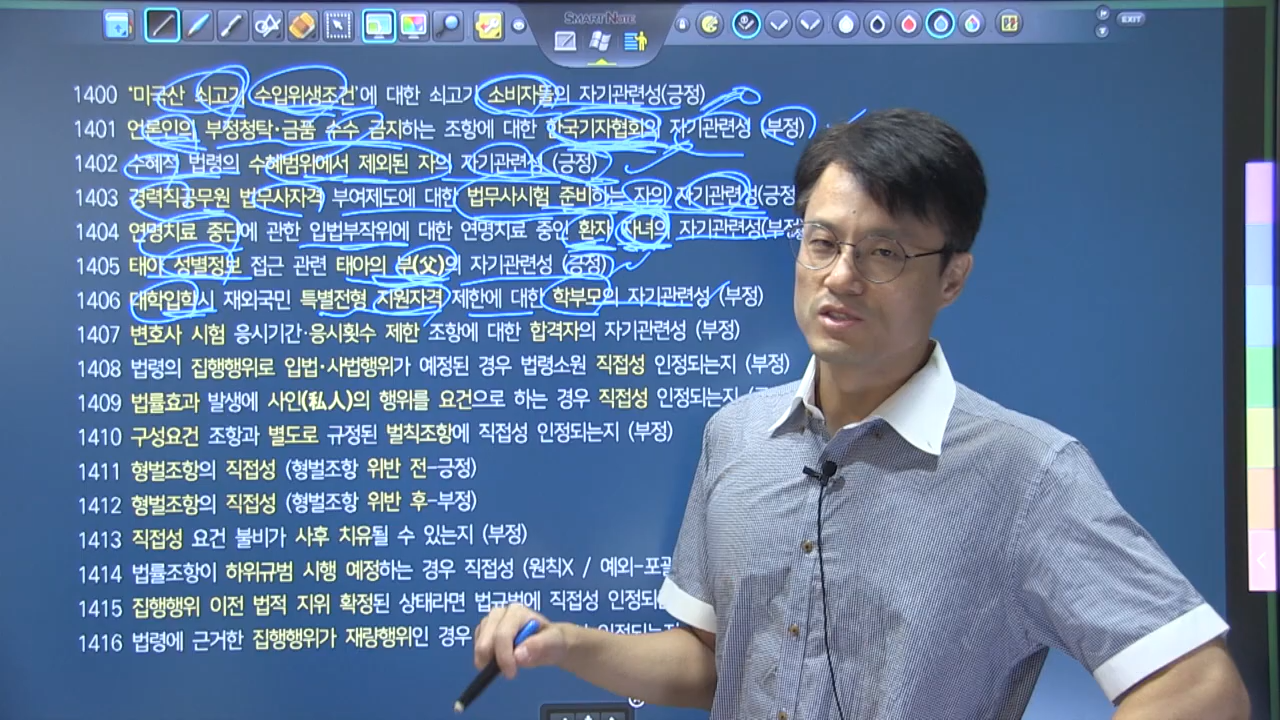 SMART NOTE
EXIT
1400 '미국산 쇠고기 수입위생조건'에 대한 쇠고기 소비자들의 자기관련성(긍정)
1401 언론인의 부정청탁·금품 수수 금지하는 조항에 대한 한국기자협회의 자기관련성 (부정)
1402 수혜적 법령의 수혜범위에서 제외된 자의 자기관련성 (긍정)
1403 경력직공무원 법무사자격 부여제도에 대한 법무사시험 준비하는 자의 자기관련성(긍정
1404 연명치료 중단에 관한 입법부작위에 대한 연명치료 중인 환자 자녀의 자기관련성(부정
1405 태아 성별정보 접근 관련 태아의 부(父)의 자기관련성 (긍정)
1406 대학입학시 재외국민 특별전형 지원자격 제한에 대한 학부모의 자기관련성 (부정)
1407 변호사 시험 응시기간·응시횟수 제한 조항에 대한 합격자의 자기관련성 (부정)
1408 법령의 집행행위로 입법·사법행위가 예정된 경우 법령소원 직접성 인정되는지 (부정)
1409 법률효과 발생에 사인(私人)의 행위를 요건으로 하는 경우 직접성 인정되는지
1410 구성요건 조항과 별도로 규정된 벌칙조항에 직접성 인정되는지 (부정)
1411 형벌조항의 직접성 (형벌조항 위반 전-긍정)
1412 형벌조항의 직접성 (형벌조항 위반 후-부정)
1413 직접성 요건 불비가 사후 치유될 수 있는지 (부정)
1414 법률조항이 하위규범 시행 예정하는 경우 직접성 (원칙X / 예외-포괄
1415 집행행위 이전 법적 지위 확정된 상태라면 법규범에 직접성 인정되는
1416 법령에 근거한 집행행위가 재량행위인 경우 인정되는지